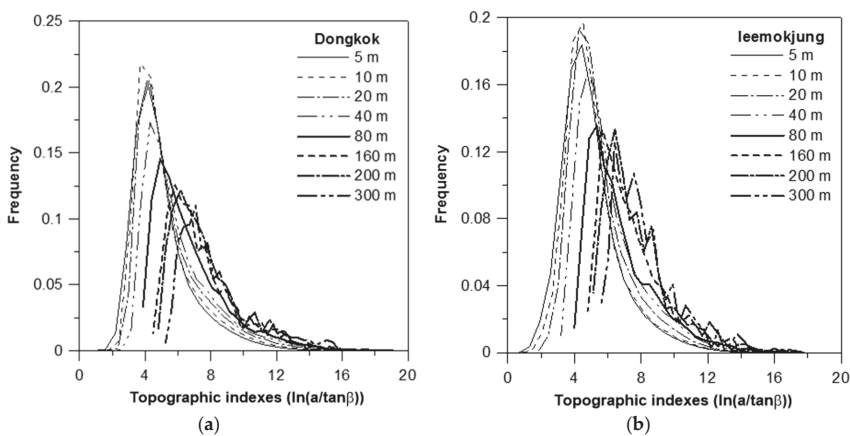 Dongkok
5 m
10 m
20 m
40 m
80 m
160 m
200 m
300 m
0.25
0.2
0.15
0.1
0.05
0
Frequency
0 4 8 12 16 20
Topographic indexes (ln(a/tanβ))
(a)
Ieemokjung
5 m
10 m
20 m
40 m
80 m
160 m
200 m
300 m
0.2
0.16
0.12
0.08
0.04
0
Frequency
0 4 8 12 16 20
Topographic indexes (ln(a/tanβ))
(b)